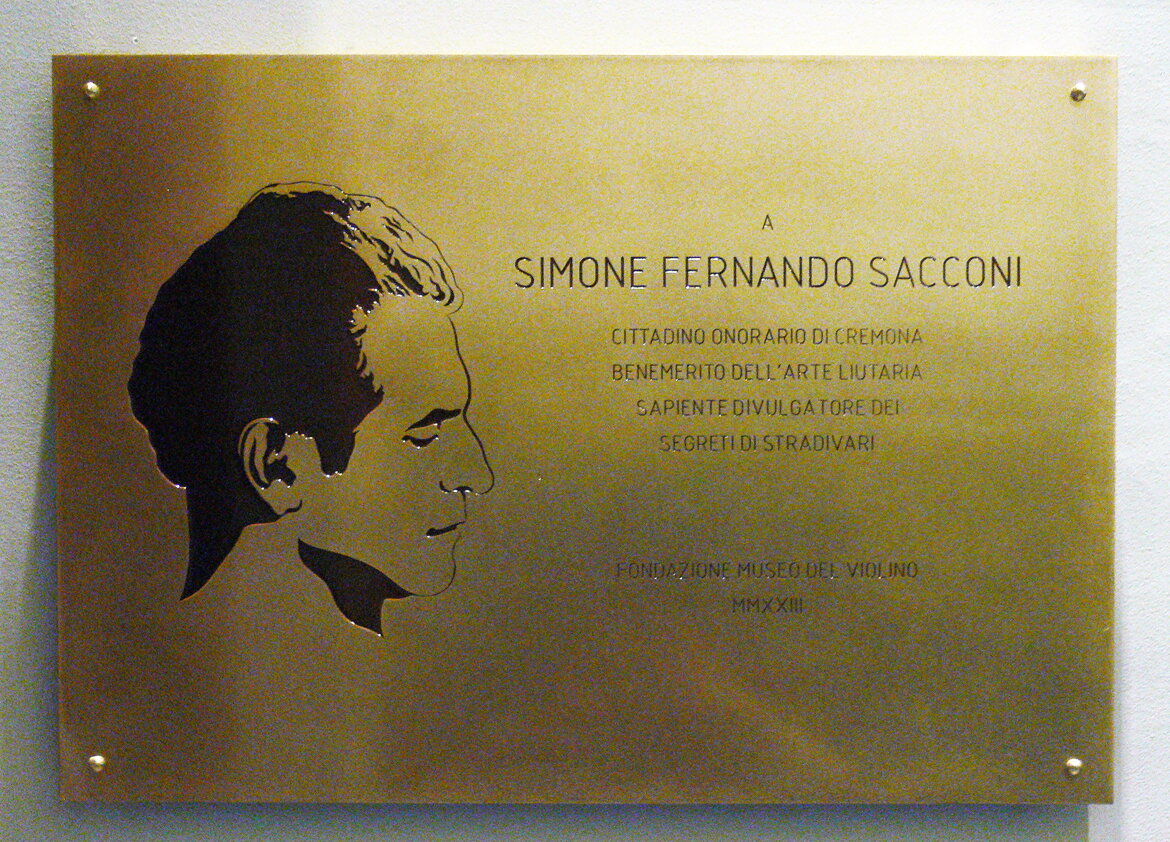 A
SIMONE FERNANDO SACCONI
CITTADINO ONORARIO DI CREMONA
BENEMERITO DELL'ARTE LIUTARIA
SAPIENTE DIVULGATORE DEI
SEGRETI DI STRADIVARI
FONDAZIONE MUSEO DEL VIOLINO
MMXXIII